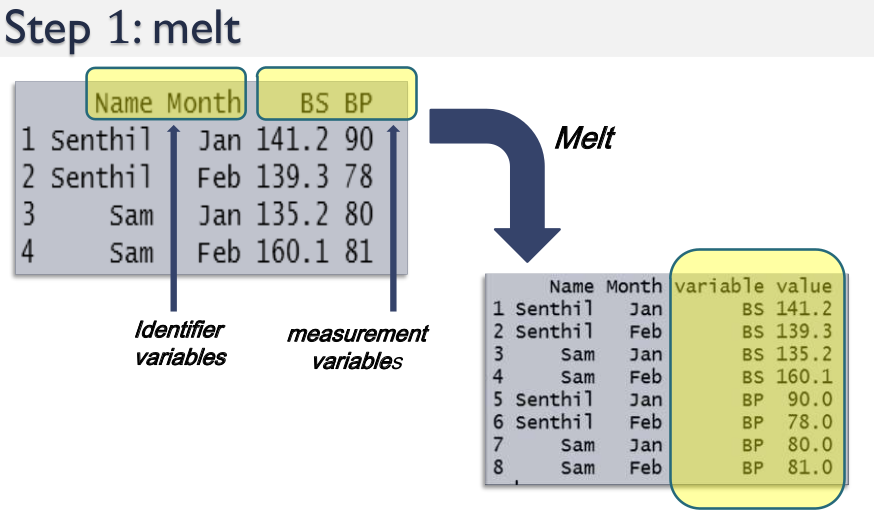 Step 1: melt
Name Month BS BP
1 Senthil Jan 141.2 90
2 Senthil Feb 139.3 78
3 Sam Jan 135.2 80
4 Sam Feb 160.1 81
Melt
Identifier
variables
measurement
variables
Name Month variable value
1 Senthil Jan BS 141.2
2 Senthil Feb BS 139.3
3 Sam Jan BS 135.2
4 Sam Feb BS 160.1
5 Senthil Jan BP 90.0
6 Senthil Feb BP 78.0
7 Sam Jan BP 80.0
8 Sam Feb BP 81.0